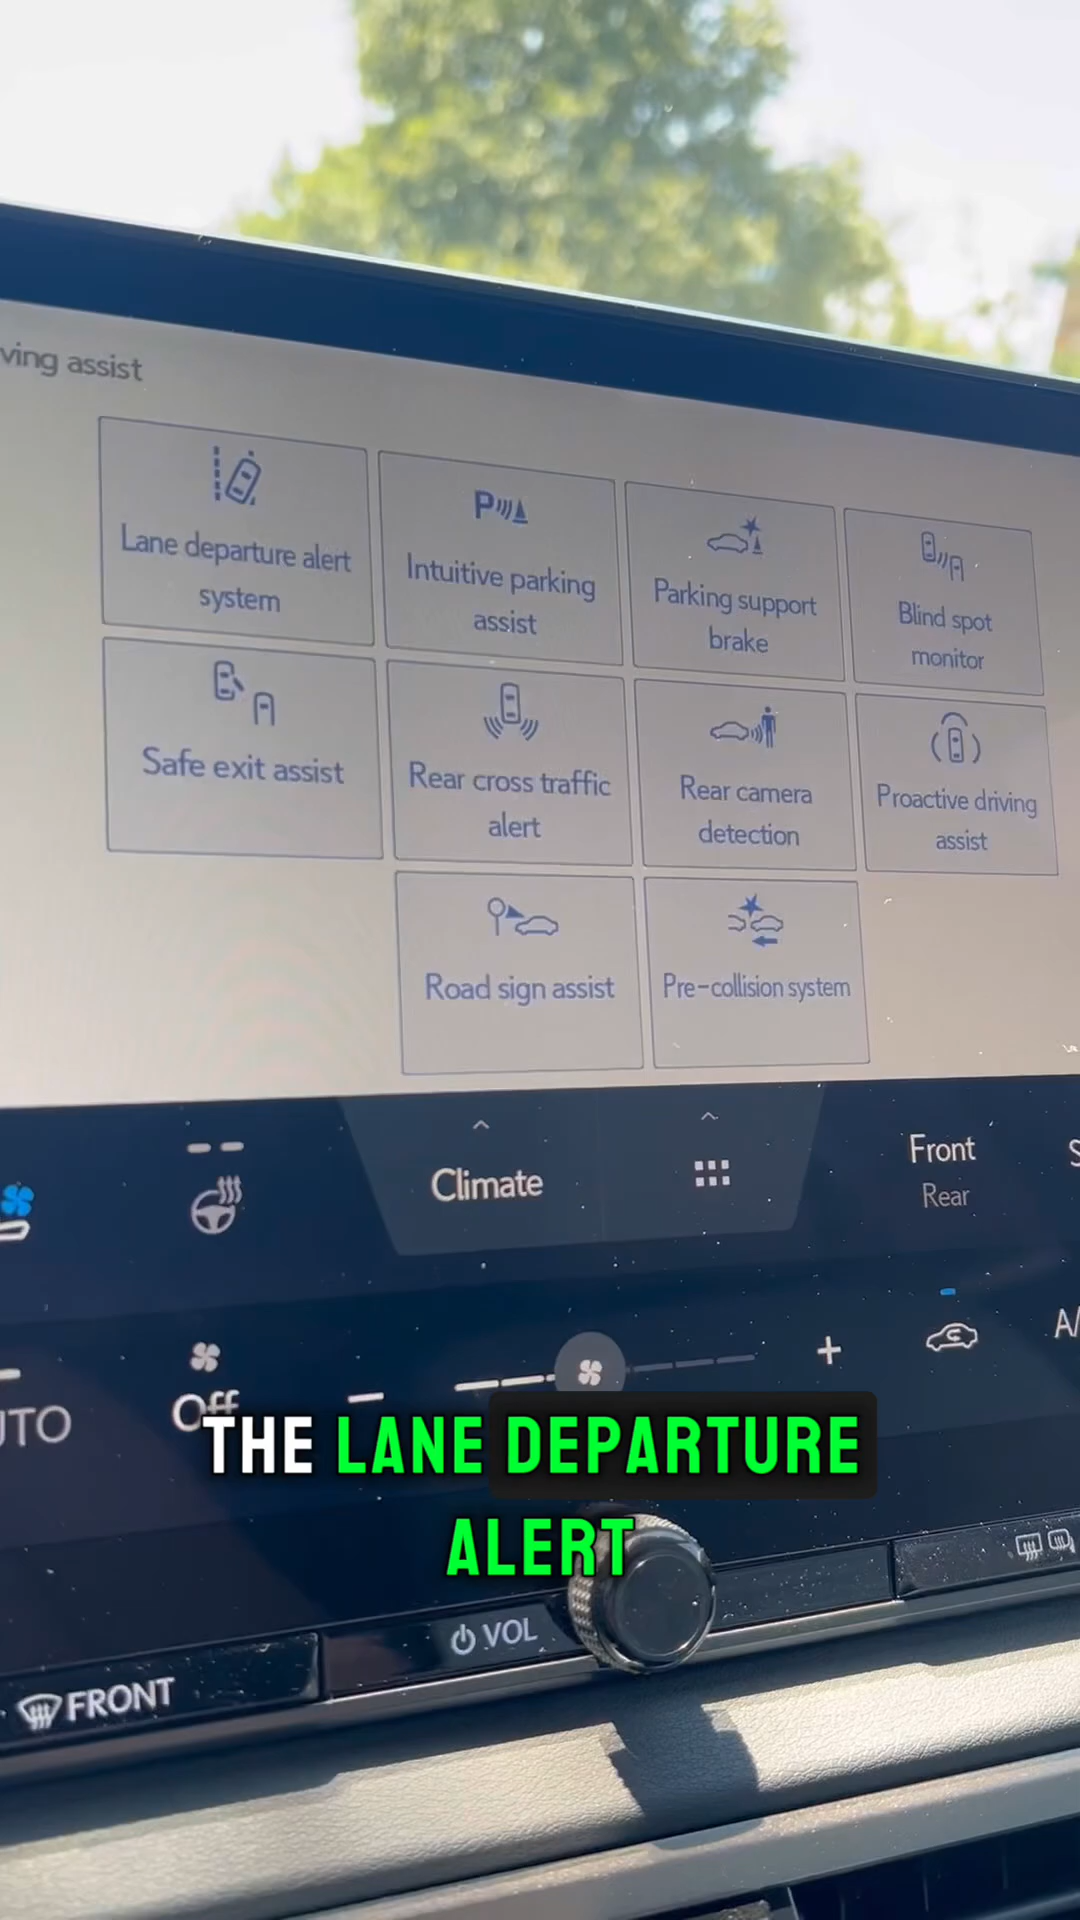 ving assist
Lane departure alert
system
Intuitive parking
assist
Parking support
brake
Blind spot
monitor
Safe exit assist
Rear cross traffic
alert
Rear camera
detection
Proactive driving
assist
Road sign assist
Pre-collision system
Climate
Front
Rear
S
UTO
Off
A/
THE LANE DEPARTURE
ALERT
VOL
FRONT